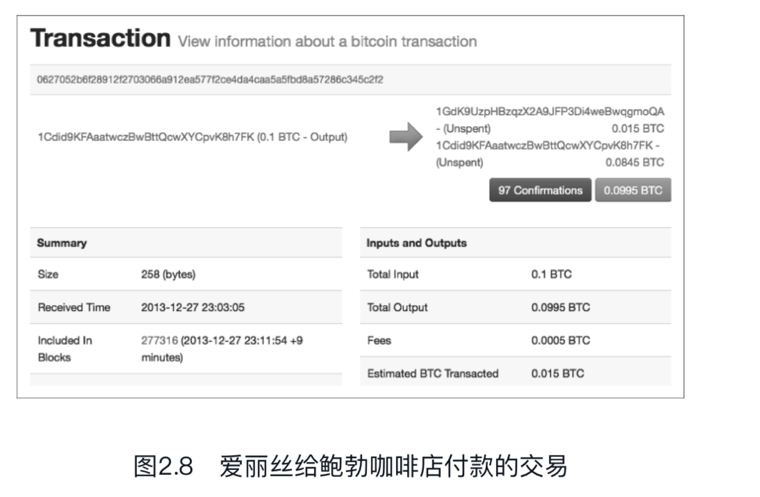 Transaction View information about a bitcoin transaction
0627052b6f28912f2703066a912ea577f2ce4da4caa5a5fbd8a57286c345c2f2
1Cdid9KFAaatwczBwBttQcwXYCpvK8h7FK (0.1 BTC - Output)
1GdK9UzpHBzqzX2A9JFP3Di4weBwqgmoQA
- (Unspent) 0.015 BTC
1Cdid9KFAaatwczBwBttQcwXYCpvK8h7FK -
(Unspent) 0.0845 BTC
97 Confirmations 0.0995 BTC
Summary
Size 258 (bytes)
Received Time 2013-12-27 23:03:05
Included In 277316 (2013-12-27 23:11:54 +9
Blocks minutes)
Inputs and Outputs
Total Input 0.1 BTC
Total Output 0.0995 BTC
Fees 0.0005 BTC
Estimated BTC Transacted 0.015 BTC
图2.8 爱丽丝给鲍勃咖啡店付款的交易